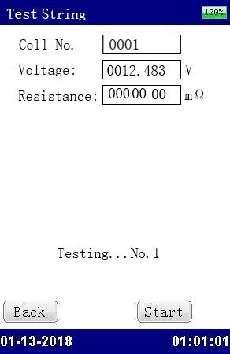 Test String 120%
Cell No. 0001
Voltage: 0012.483 V
Resistance: 00000.00 mΩ
Testing...No.1
Back Start
01-13-2018 01:01:01